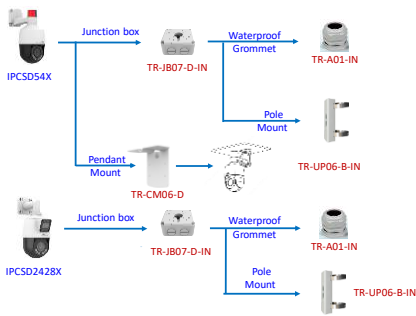 Junction box
Waterproof
Grommet
IPCSD54X
TR-JB07-D-IN
TR-A01-IN
Pole
Mount
Pendant
Mount
TR-UP06-B-IN
TR-CM06-D
Junction box
Waterproof
Grommet
TR-JB07-D-IN
TR-A01-IN
IPCSD2428X
Pole
Mount
TR-UP06-B-IN